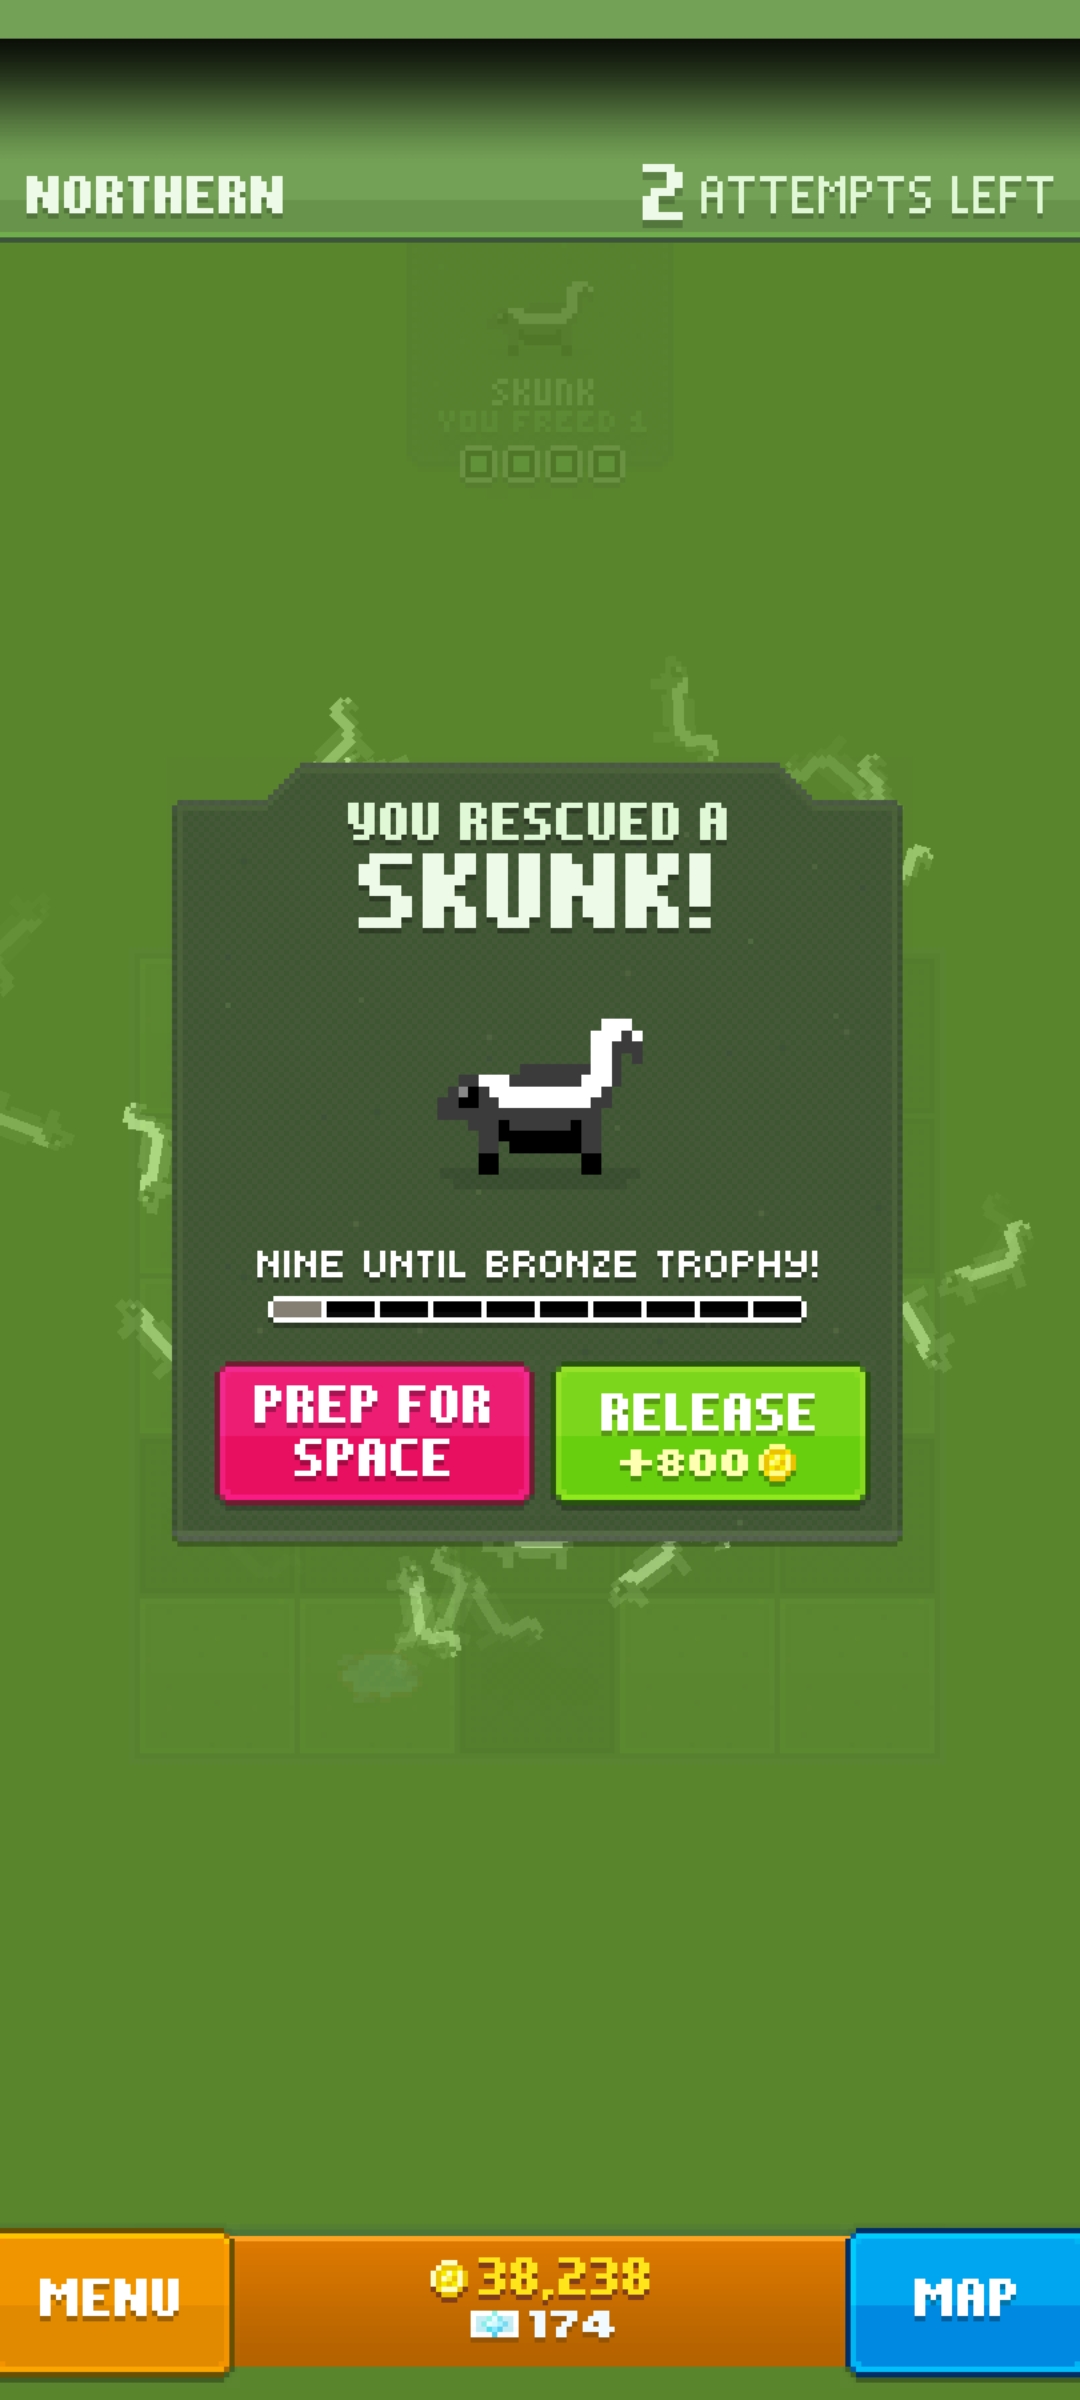 NORTHERN
2 ATTEMPTS LEFT
SKUNK
YOU FREED 1
YOU RESCUED A
SKUNK!
NINE UNTIL BRONZE TROPHY!
PREP FOR
SPACE
RELEASE
+800
MENU
38,238
174
MAP